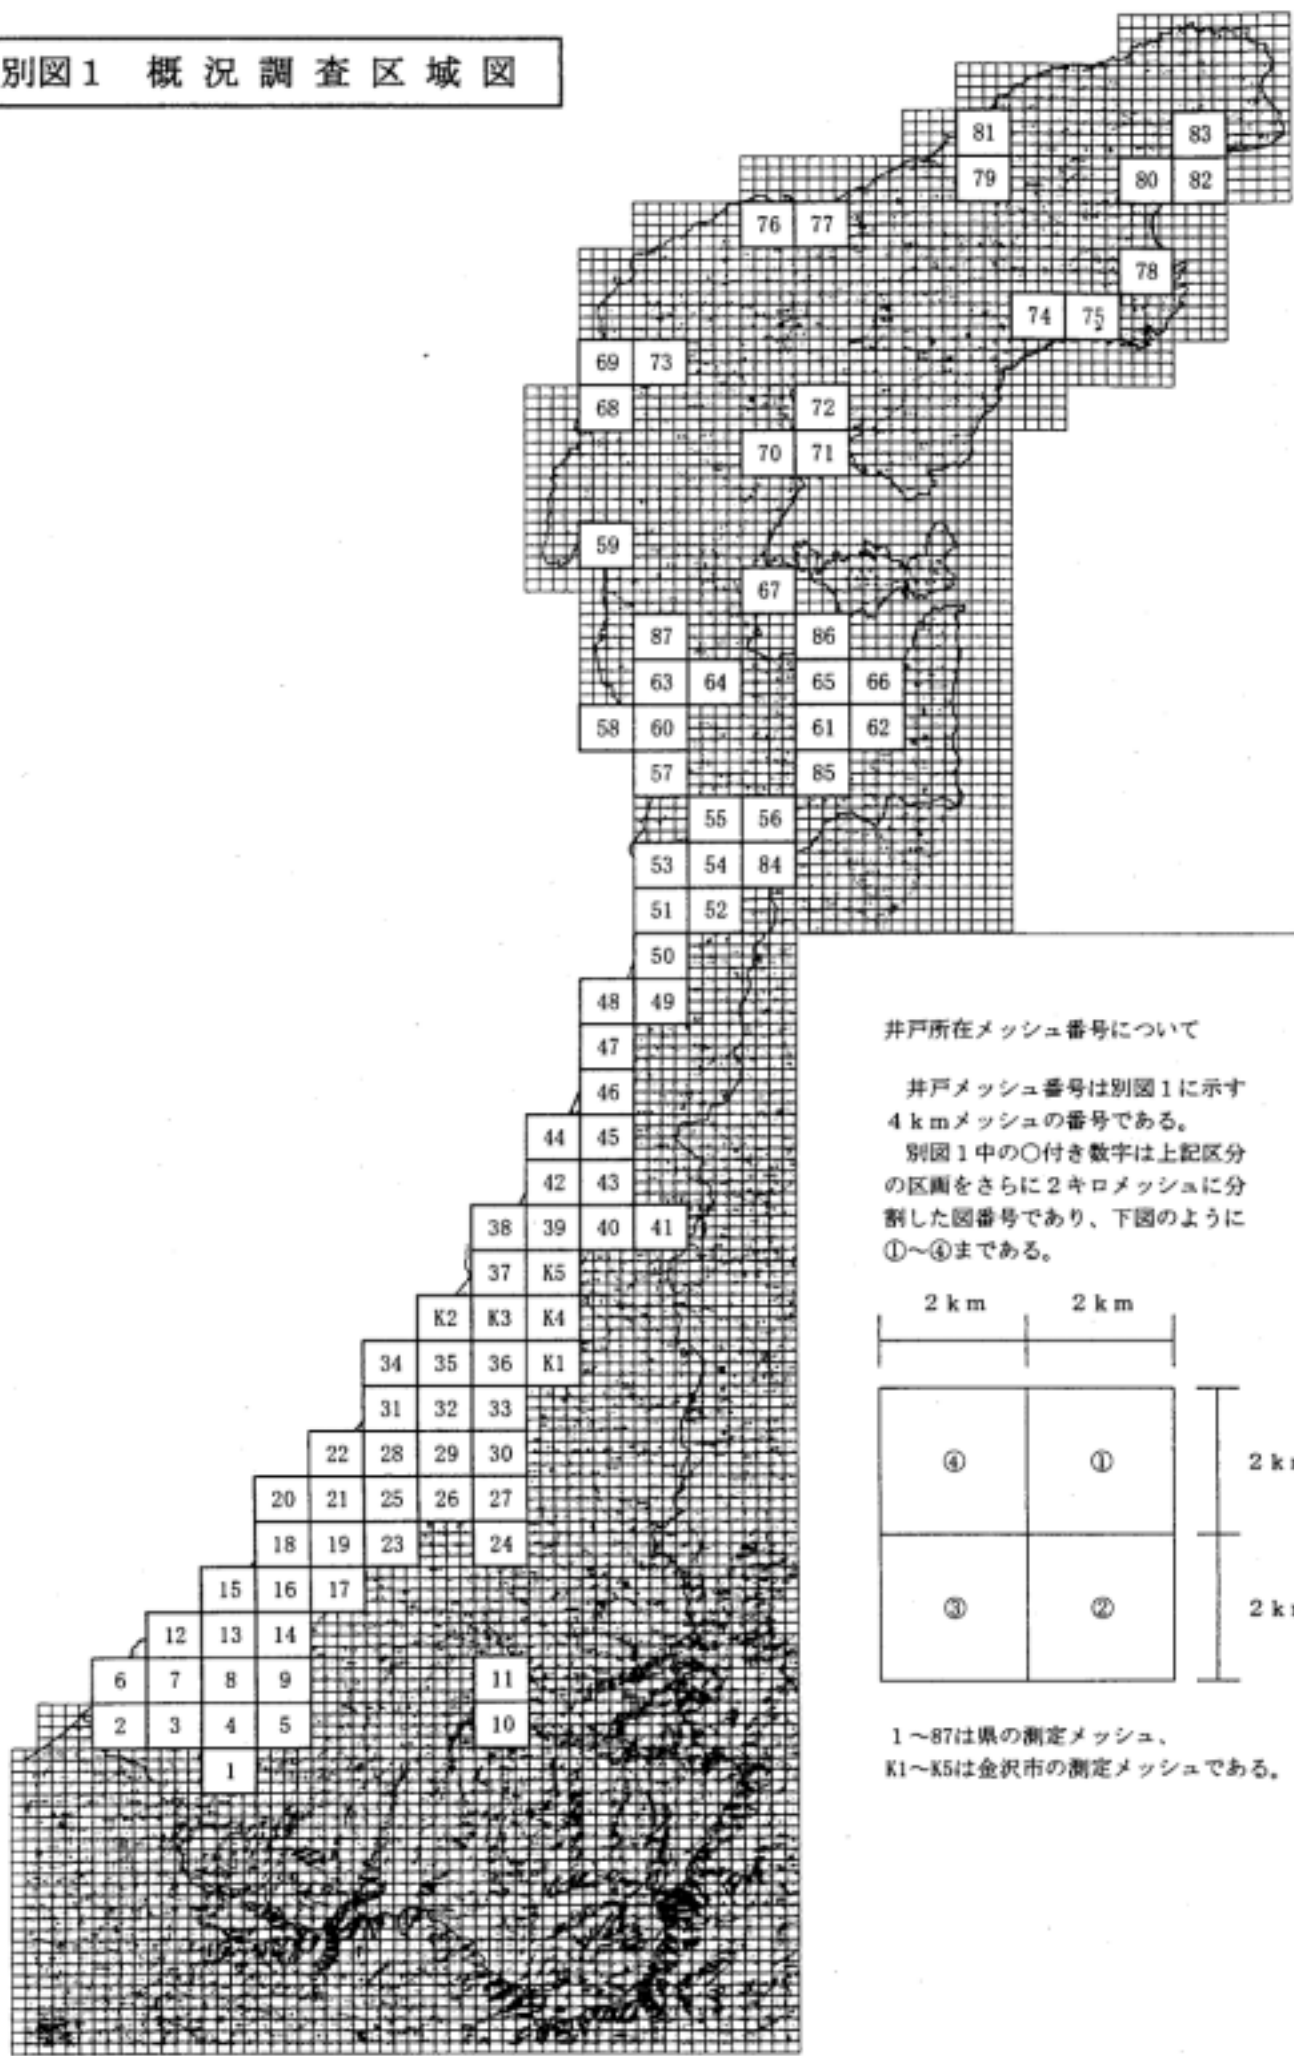 別図1 概況調査区域図
81 83
79 80 82
76 77
78
74 75
69 73
68 72
70 71
59
67
87 86
63 64 65 66
58 60 61 62
57 85
55 56
53 54 84
51 52
50
48 49
47
46
44 45
42 43
38 39 40 41
37 K5
K2 K3 K4
34 35 36 K1
31 32 33
22 28 29 30
20 21 25 26 27
18 19 23 24
15 16 17
12 13 14
6 7 8 9 11
2 3 4 5 10
1
井戸所在メッシュ番号について
井戸メッシュ番号は別図1に示す
4kmメッシュの番号である。
別図1中の〇付き数字は上記区分
の区画をさらに2キロメッシュに分
割した図番号であり、下図のように
①~④まである。
2km 2km
④ ①
2k
③ ②
2k
1~87は県の測定メッシュ、
K1~K5は金沢市の測定メッシュである。